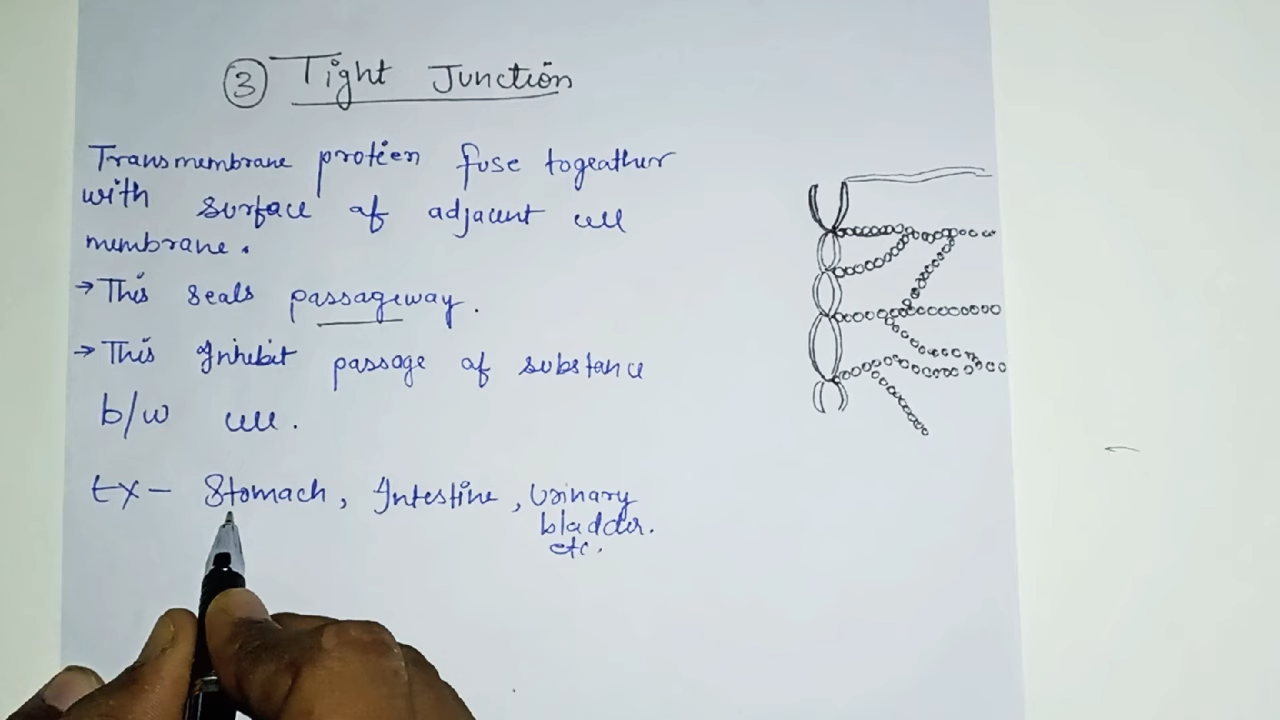 ③ Tight Junction
Transmembrane protien fuse togeather
with surface of adjacent cell
membrane.
→ This seals passageway.
→ This Inhibit passage of substance
b/w cell.
Ex- Stomach, Intestine, Urinary
bladder.
etc.